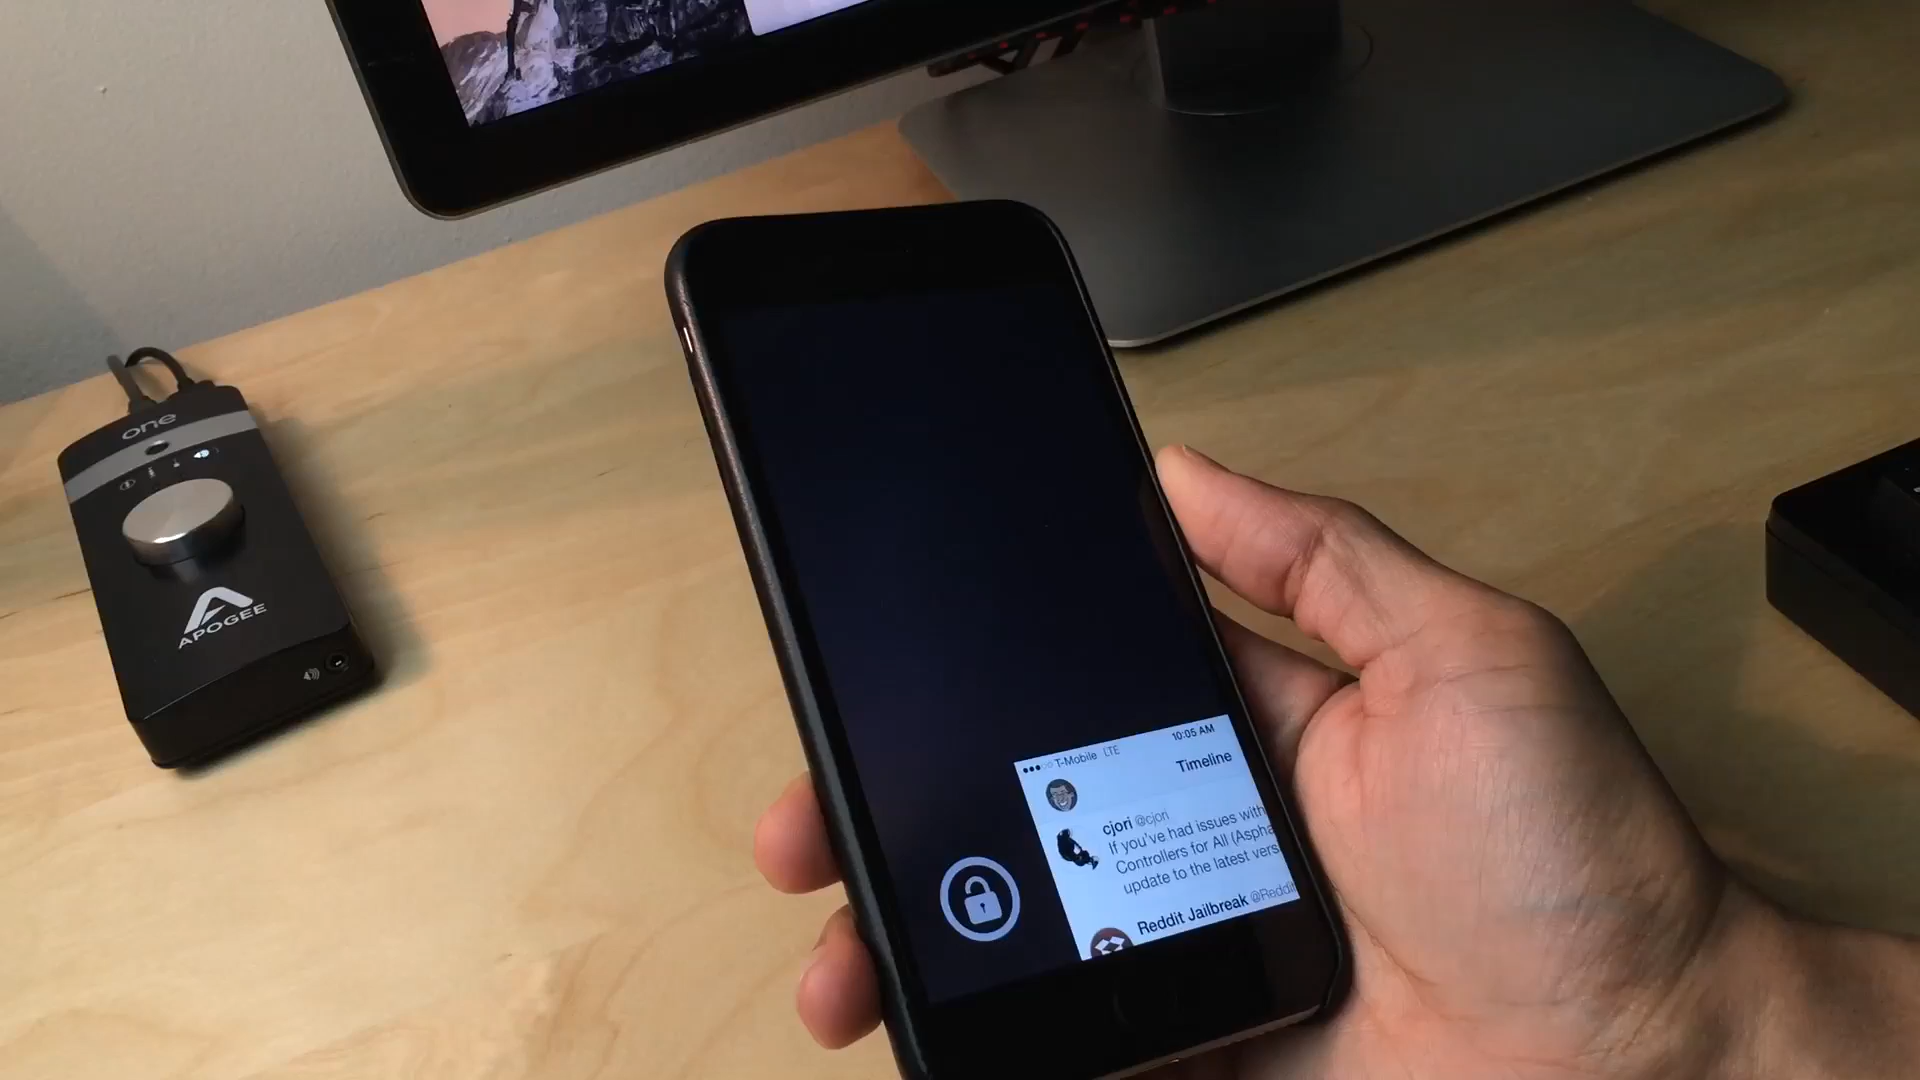 one
APOGEE
T-Mobile LTE
10:05 AM
Timeline
cjori @cjori
If you've had issues with
Controllers for All (Aspha
update to the latest vers
Reddit Jailbreak @Reddit